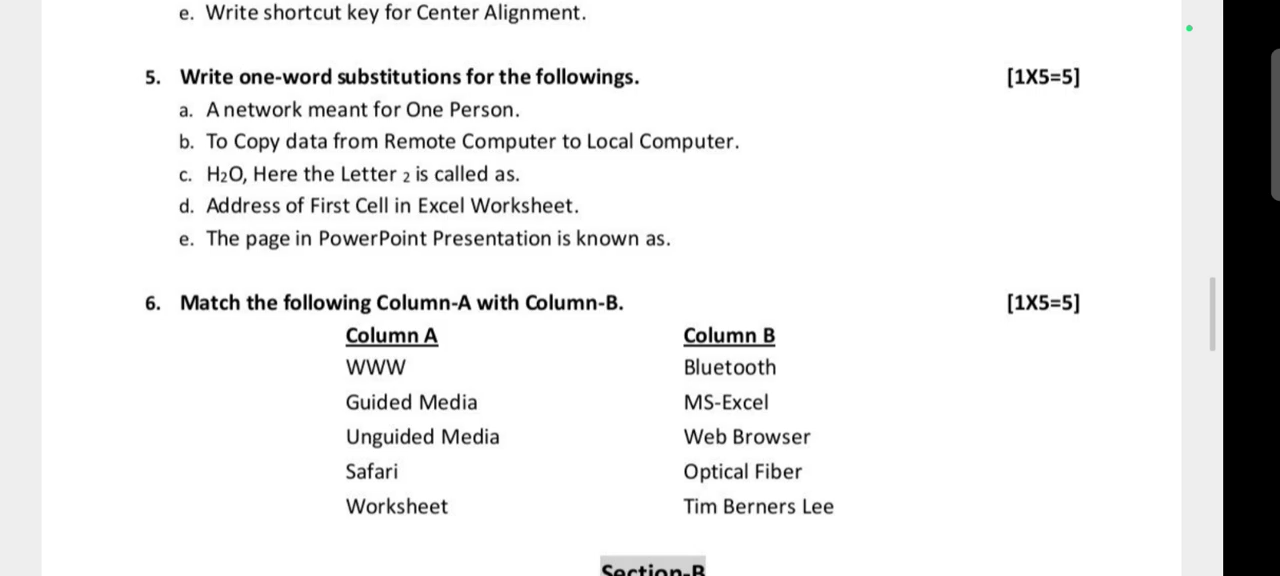 e. Write shortcut key for Center Alignment.
5. Write one-word substitutions for the followings. [1X5=5]
a. A network meant for One Person.
b. To Copy data from Remote Computer to Local Computer.
c. H₂O, Here the Letter ₂ is called as.
d. Address of First Cell in Excel Worksheet.
e. The page in PowerPoint Presentation is known as.
6. Match the following Column-A with Column-B. [1X5=5]
Column A Column B
WWW Bluetooth
Guided Media MS-Excel
Unguided Media Web Browser
Safari Optical Fiber
Worksheet Tim Berners Lee
Section-B